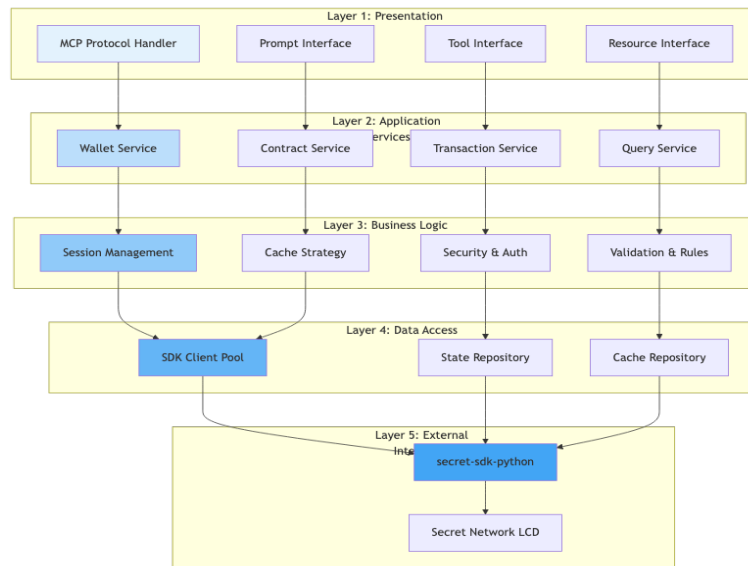 Layer 1: Presentation
MCP Protocol Handler
Prompt Interface
Tool Interface
Resource Interface
Layer 2: Application
ervices
Wallet Service
Contract Service
Transaction Service
Query Service
Layer 3: Business Logic
Session Management
Cache Strategy
Security & Auth
Validation & Rules
Layer 4: Data Access
SDK Client Pool
State Repository
Cache Repository
Layer 5: External
Inte
secret-sdk-python
Secret Network LCD